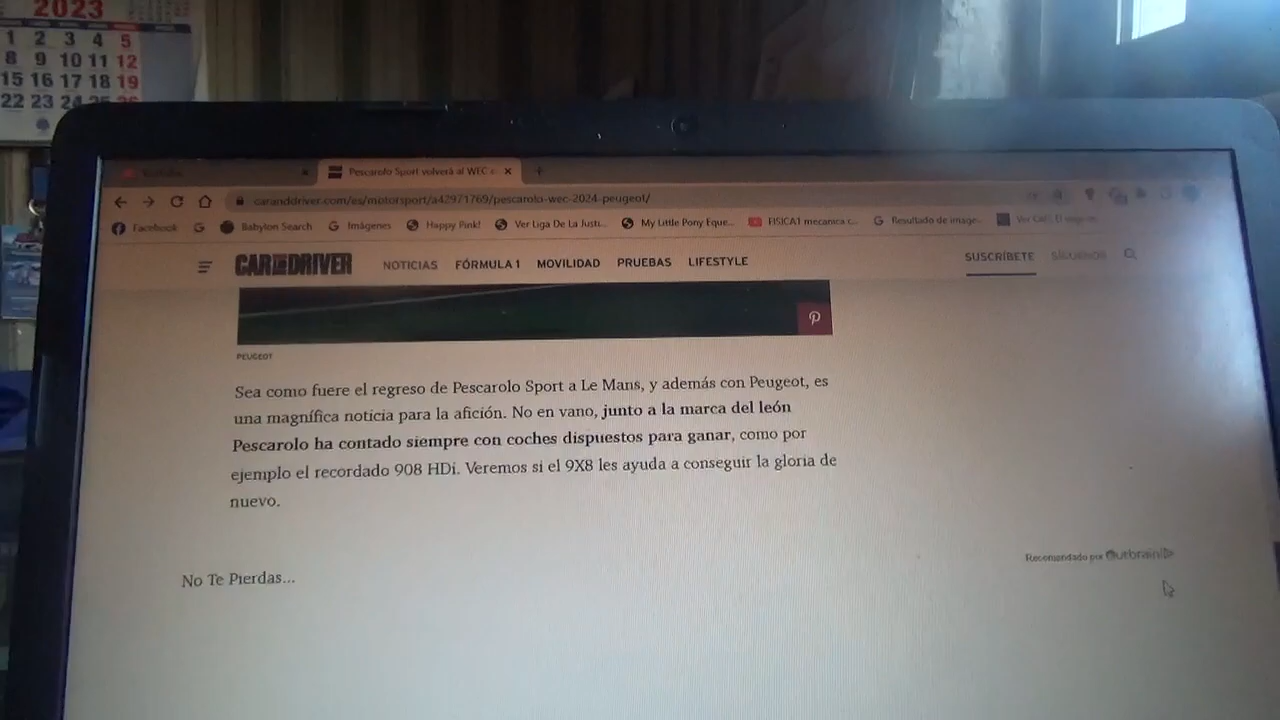 2023
1 2 3 4 5
8 9 10 11 12
15 16 17 18 19
22 23 24 25 26
YouTube
Pescarolo Sport volverá al WEC c
caranddriver.com/es/motorsport/a42971769/pescarolo-wec-2024-peugeot/
Facebook G Babylon Search Imágenes Happy Pink! Ver Liga De La Justi... My Little Pony Eque... FISICA1 mecanica c... Resultado de image...
CAR AND DRIVER NOTICIAS FÓRMULA 1 MOVILIDAD PRUEBAS LIFESTYLE SUSCRÍBETE SÍGUENOS
PEUGEOT
Sea como fuere el regreso de Pescarolo Sport a Le Mans, y además con Peugeot, es
una magnífica noticia para la afición. No en vano, junto a la marca del león
Pescarolo ha contado siempre con coches dispuestos para ganar, como por
ejemplo el recordado 908 HDi. Veremos si el 9X8 les ayuda a conseguir la gloria de
nuevo.
Recomendado por Outbrain
No Te Pierdas...